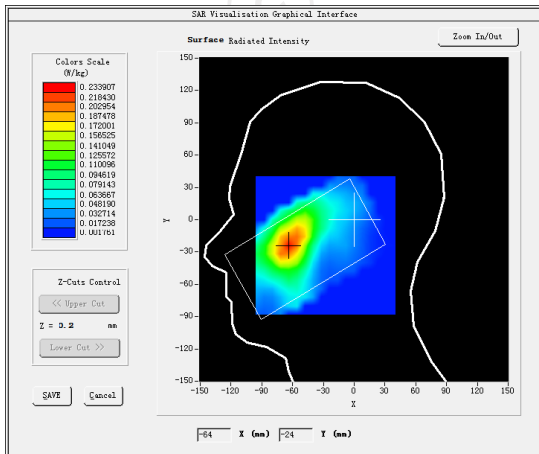 SAR Visualisation Graphical Interface
Surface Radiated Intensity
Zoom In/Out
Colors Scale
(W/kg)
0.233907
0.218430
0.202954
0.187478
0.172001
0.156525
0.141049
0.125572
0.110096
0.094619
0.079143
0.063667
0.048190
0.032714
0.017238
0.001761
Z-Cuts Control
<< Upper Cut
Z = 0.2 mm
Lower Cut >>
SAVE
Cancel
150
120
90
60
30
0
-30
-60
-90
-120
-150
Y
-150 -120 -90 -60 -30 0 30 60 90 120 150
X
-64 X (mm) -24 Y (mm)